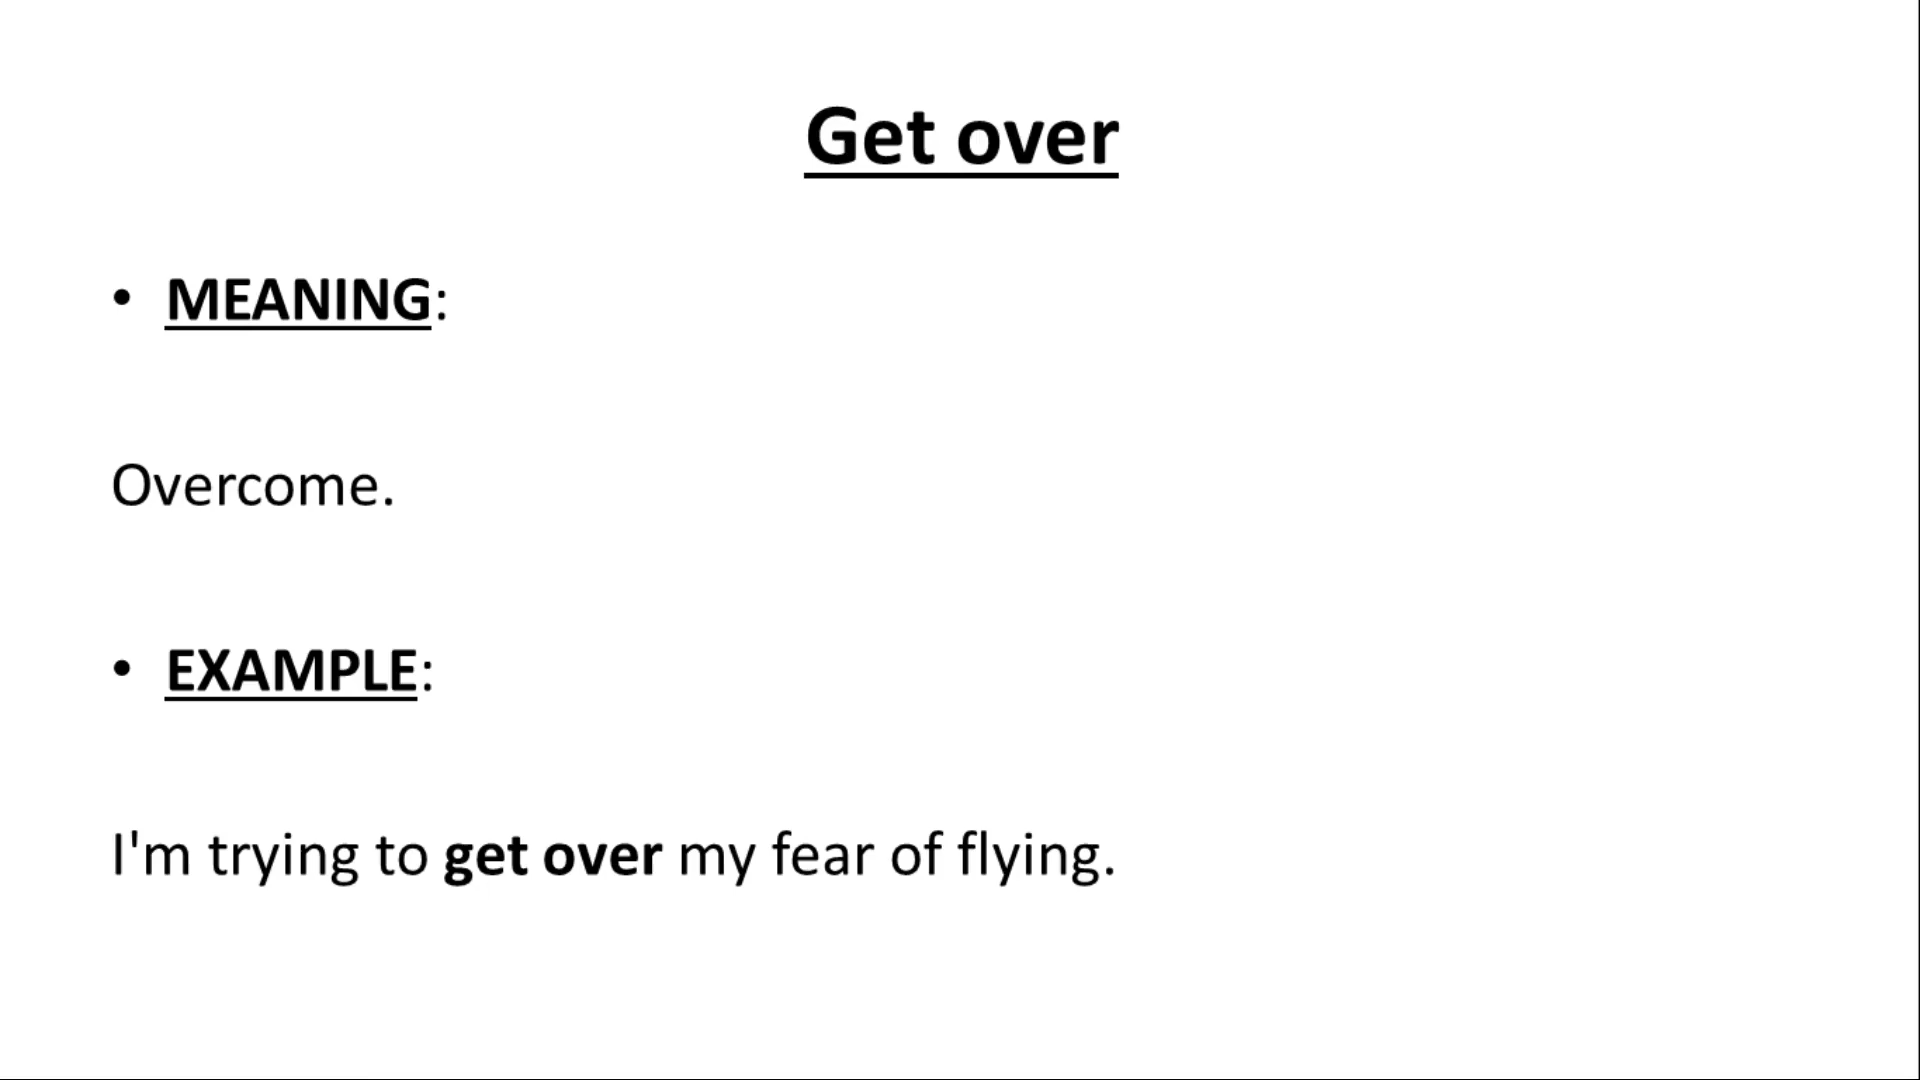 Get over
• MEANING:
Overcome.
• EXAMPLE:
I'm trying to get over my fear of flying.